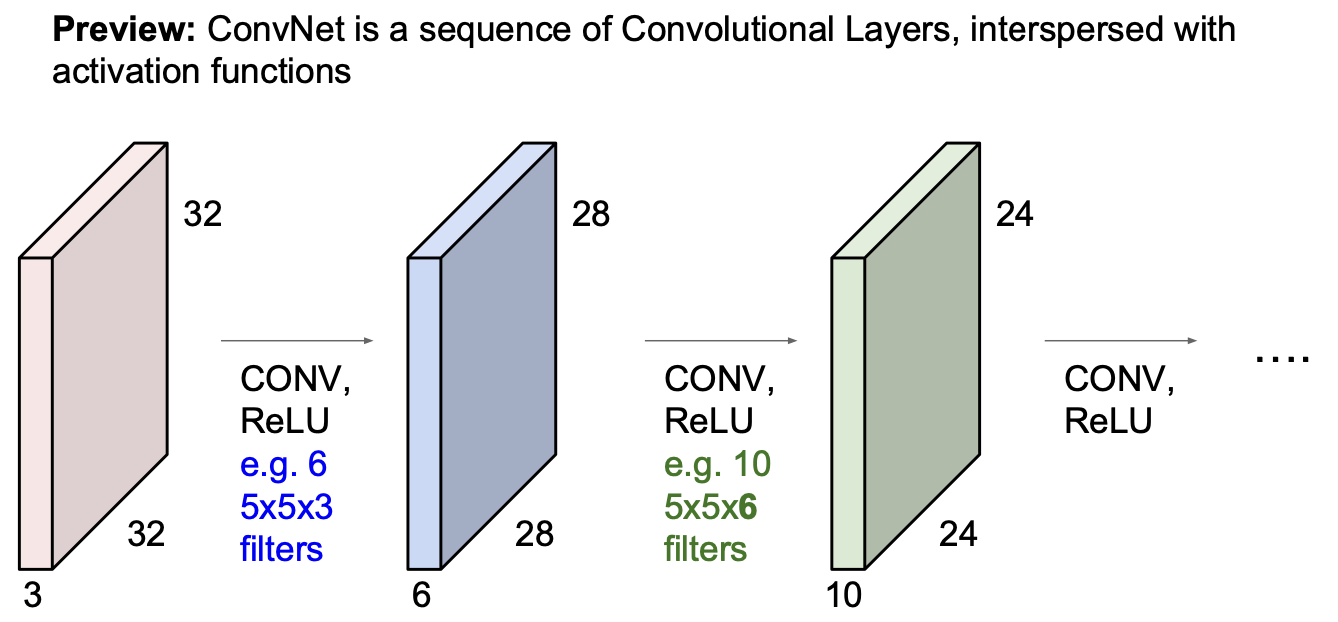 Preview: ConvNet is a sequence of Convolutional Layers, interspersed with
activation functions
32
32
3
CONV,
ReLU
e.g. 6
5x5x3
filters
28
28
6
CONV,
ReLU
e.g. 10
5x5x6
filters
24
24
10
CONV,
ReLU
....